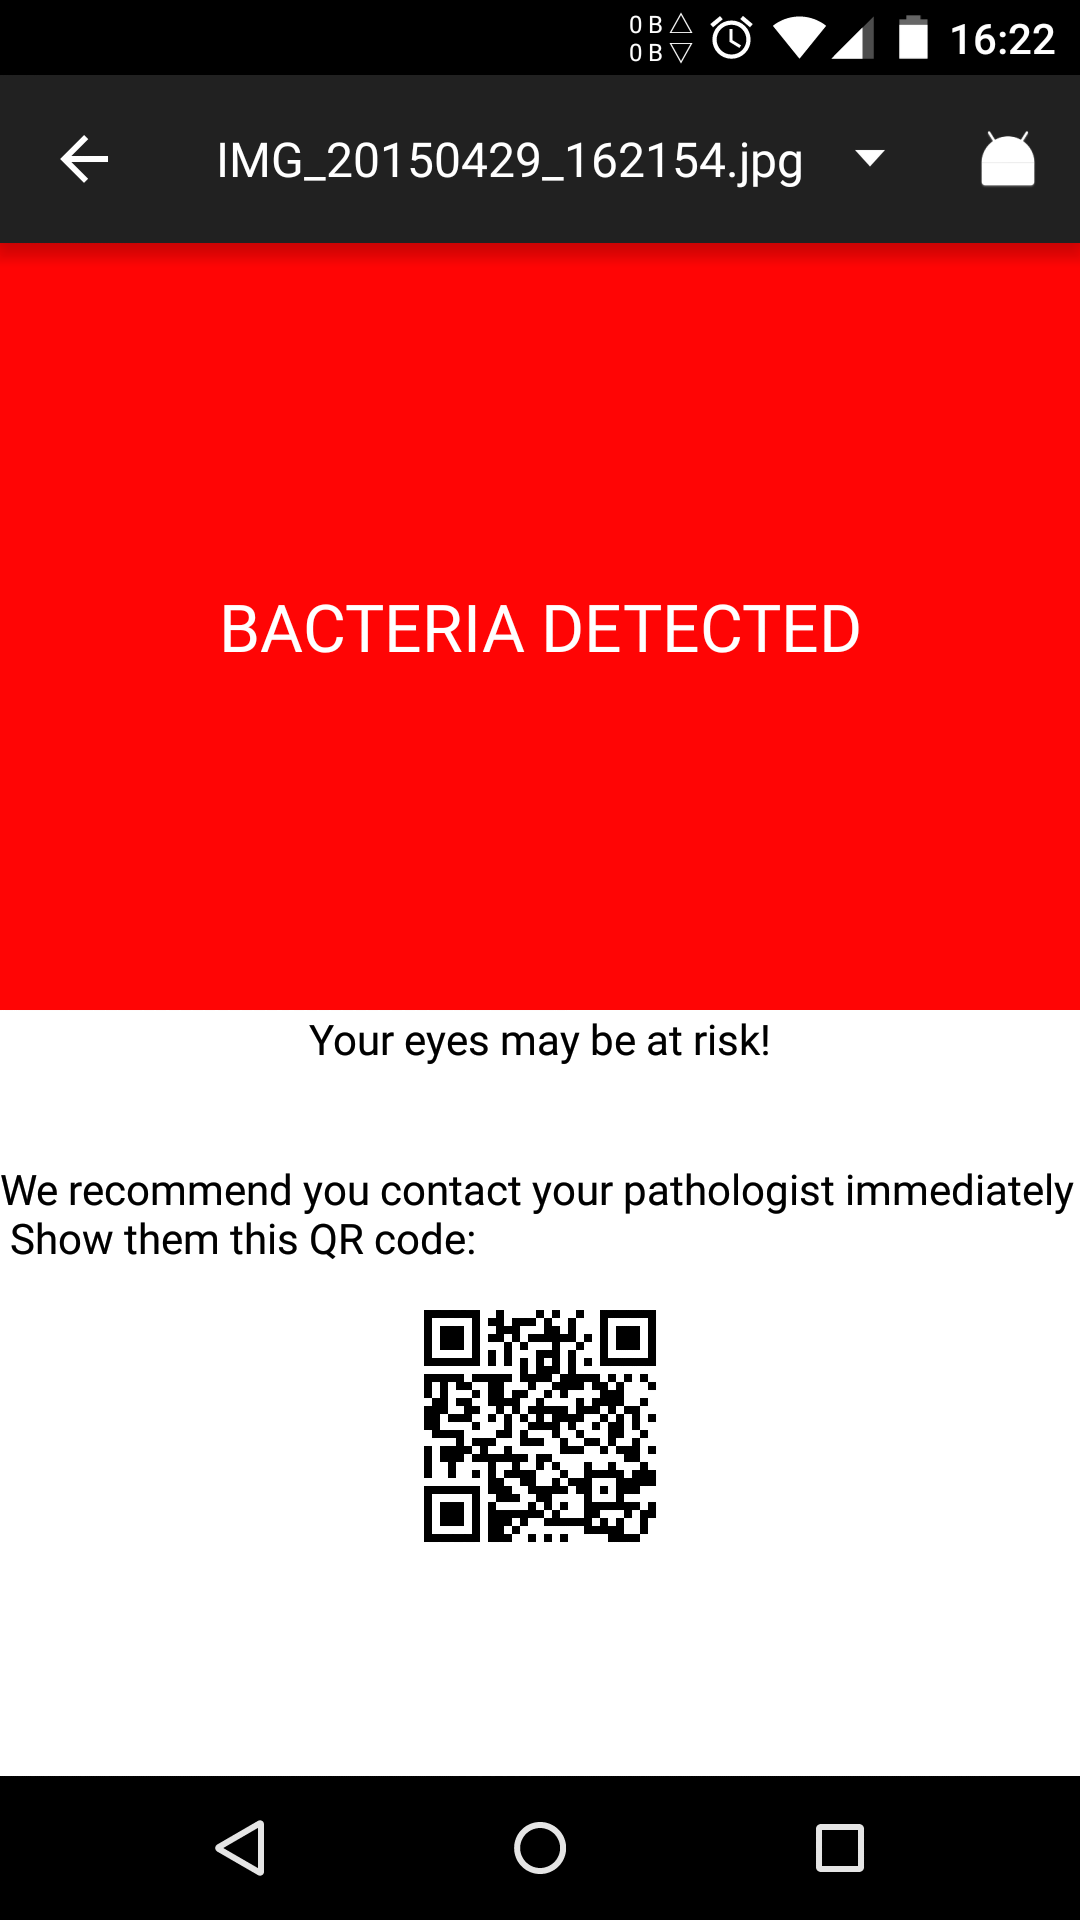 0 B △
0 B ▽
16:22
IMG_20150429_162154.jpg
BACTERIA DETECTED
Your eyes may be at risk!
We recommend you contact your pathologist immediately
Show them this QR code: